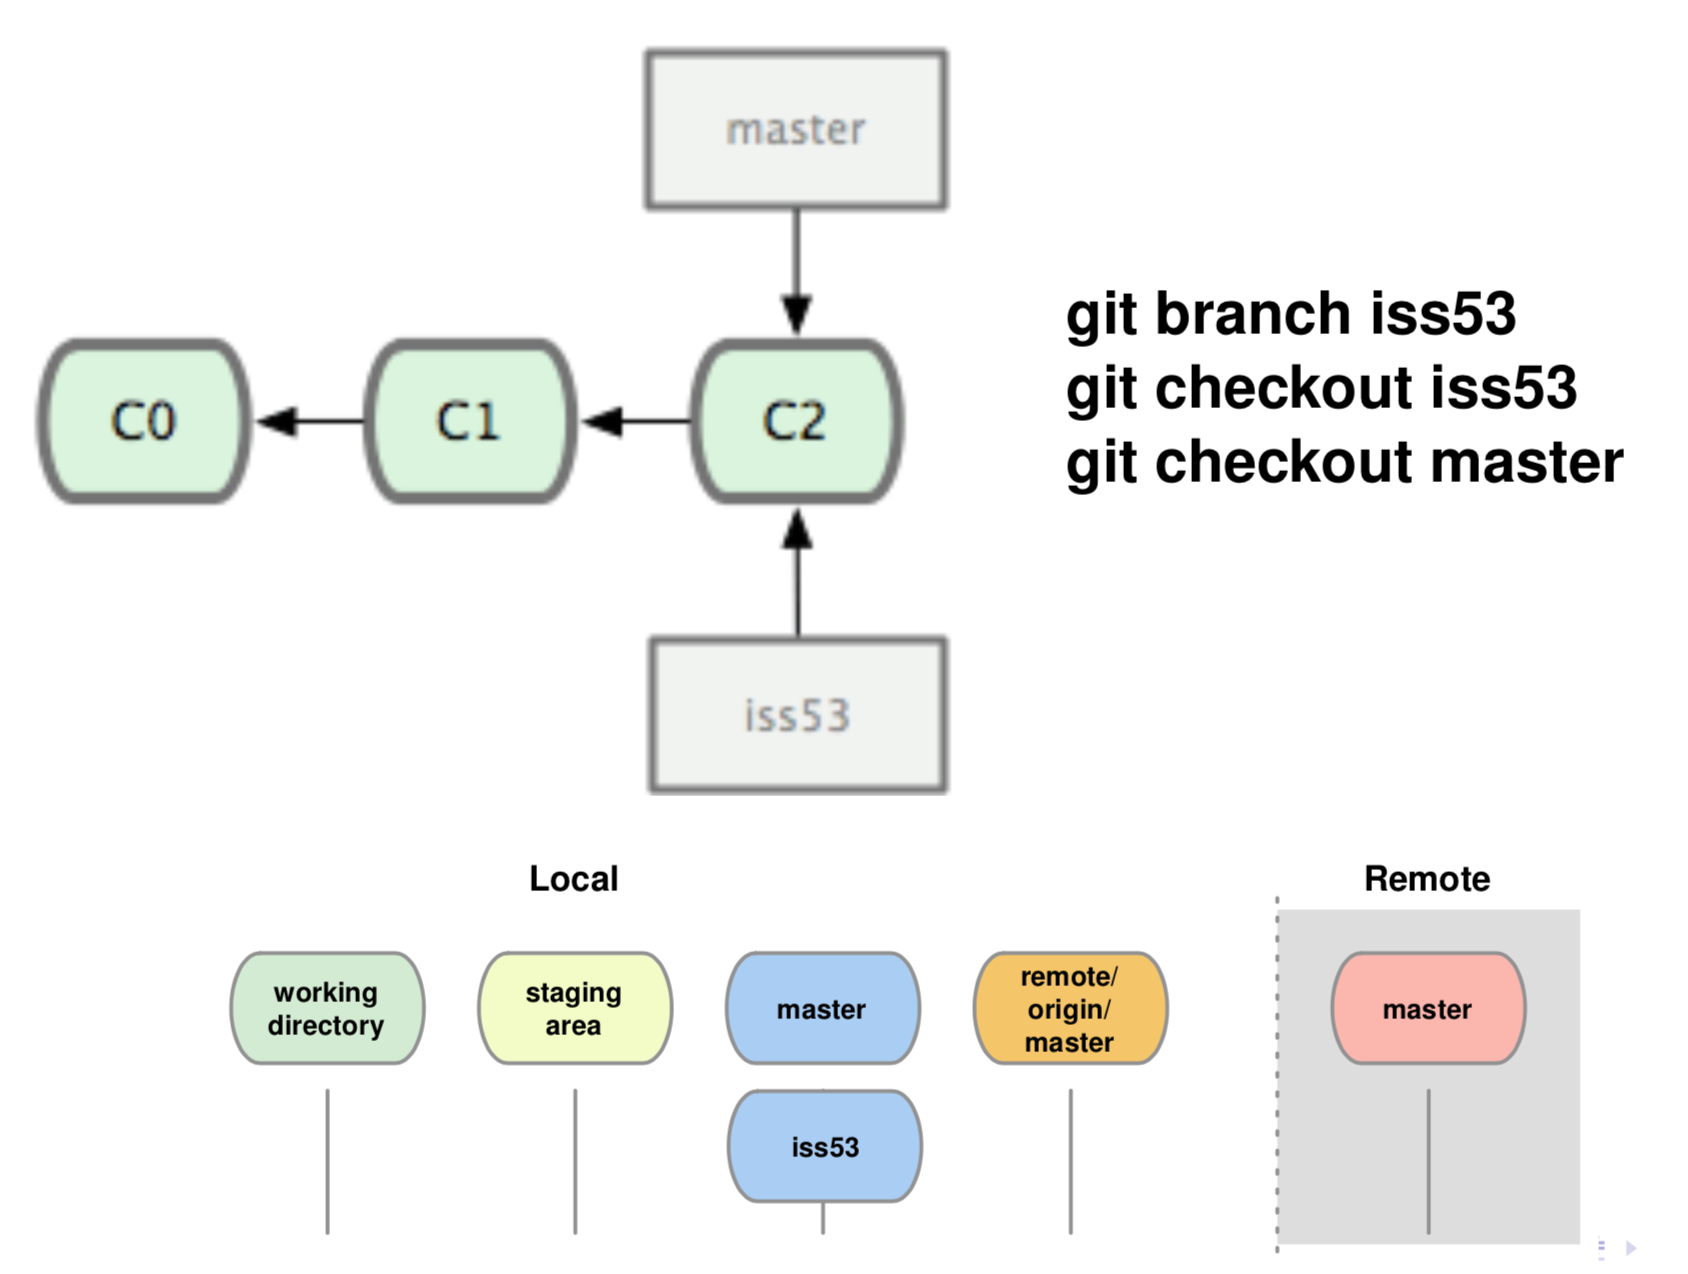 master
C0
C1
C2
iss53
git branch iss53
git checkout iss53
git checkout master
Local
Remote
working
directory
staging
area
master
remote/
origin/
master
master
iss53